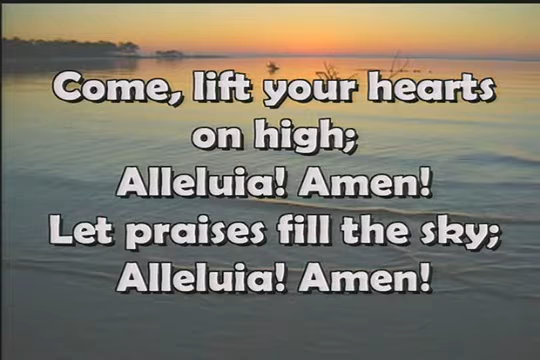 Come, lift your hearts
on high;
Alleluia! Amen!
Let praises fill the sky;
Alleluia! Amen!